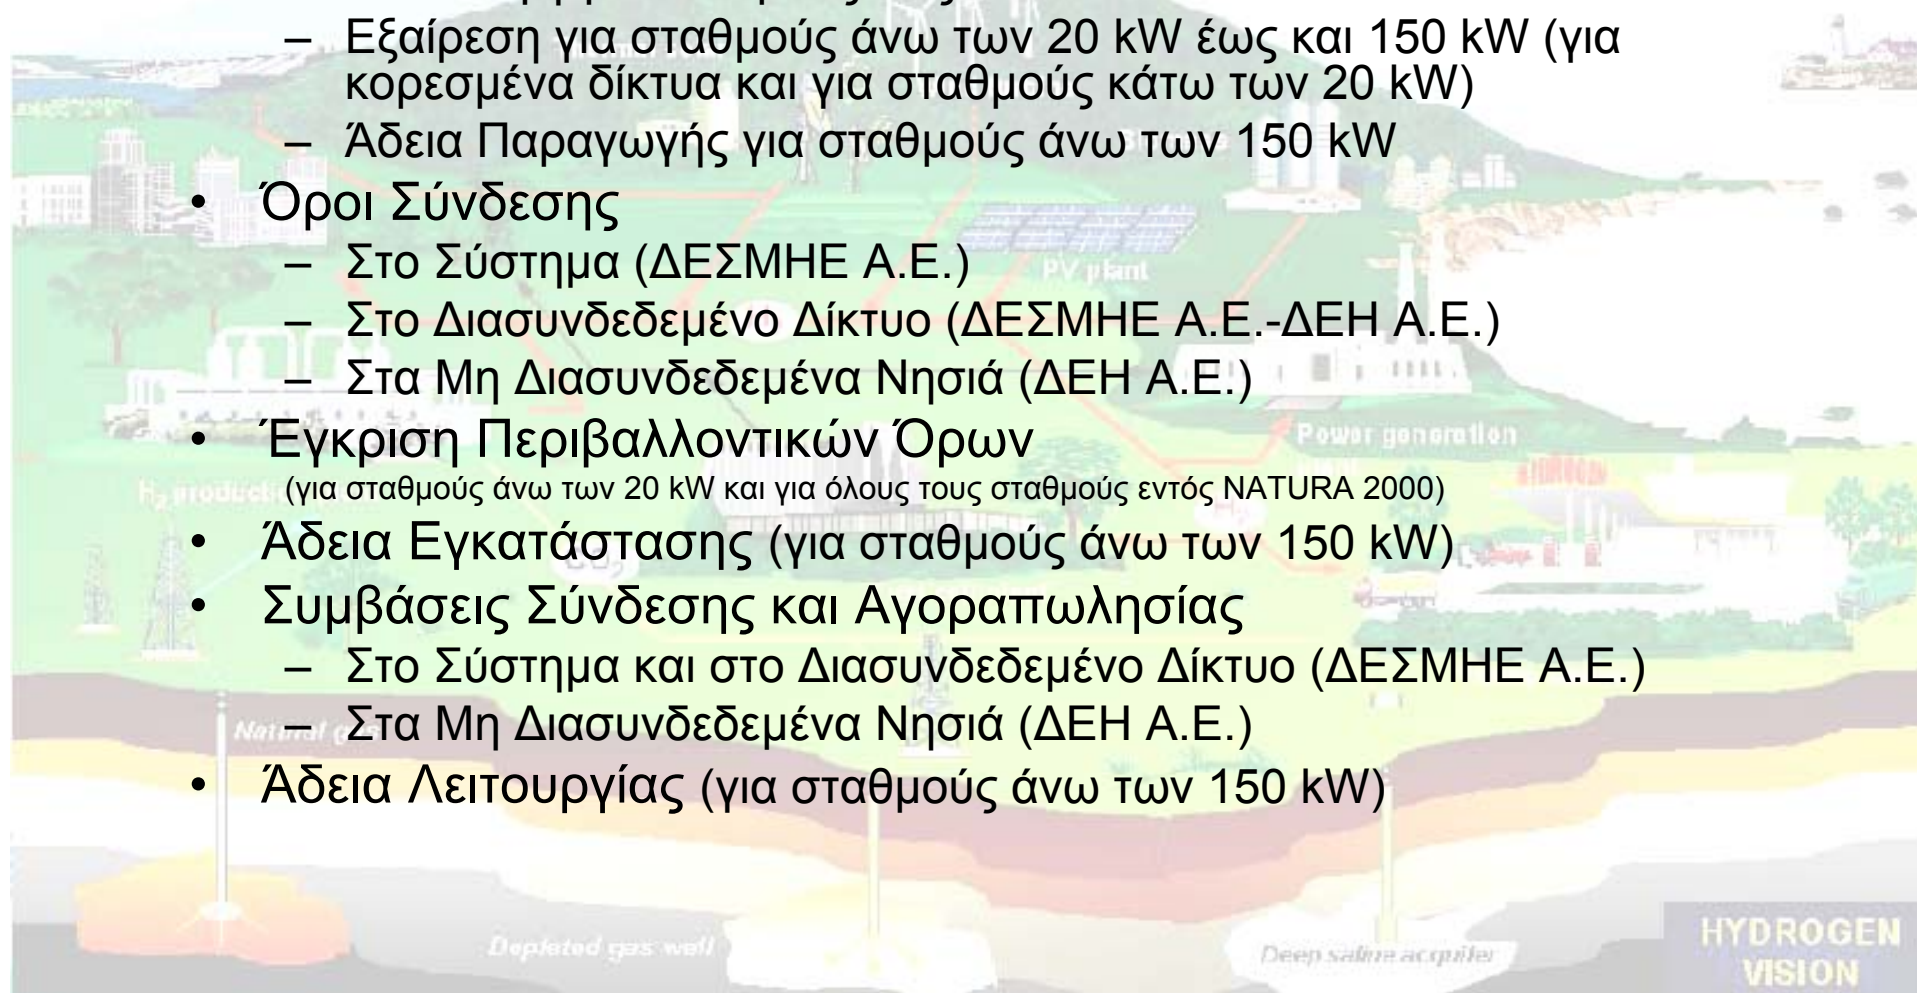 – Εξαίρεση για σταθμούς άνω των 20 kW έως και 150 kW (για
κορεσμένα δίκτυα και για σταθμούς κάτω των 20 kW)
– Άδεια Παραγωγής για σταθμούς άνω των 150 kW
• Όροι Σύνδεσης
– Στο Σύστημα (ΔΕΣΜΗΕ Α.Ε.)
PV plant
– Στο Διασυνδεδεμένο Δίκτυο (ΔΕΣΜΗΕ Α.Ε.-ΔΕΗ Α.Ε.)
– Στα Μη Διασυνδεδεμένα Νησιά (ΔΕΗ Α.Ε.)
• Έγκριση Περιβαλλοντικών Όρων
Power generation
(για σταθμούς άνω των 20 kW και για όλους τους σταθμούς εντός NATURA 2000)
• Άδεια Εγκατάστασης (για σταθμούς άνω των 150 kW)
• Συμβάσεις Σύνδεσης και Αγοραπωλησίας
– Στο Σύστημα και στο Διασυνδεδεμένο Δίκτυο (ΔΕΣΜΗΕ Α.Ε.)
– Στα Μη Διασυνδεδεμένα Νησιά (ΔΕΗ Α.Ε.)
Natural gas
• Άδεια Λειτουργίας (για σταθμούς άνω των 150 kW)
Depleted gas well
Deep saline acquifer
HYDROGEN
VISION